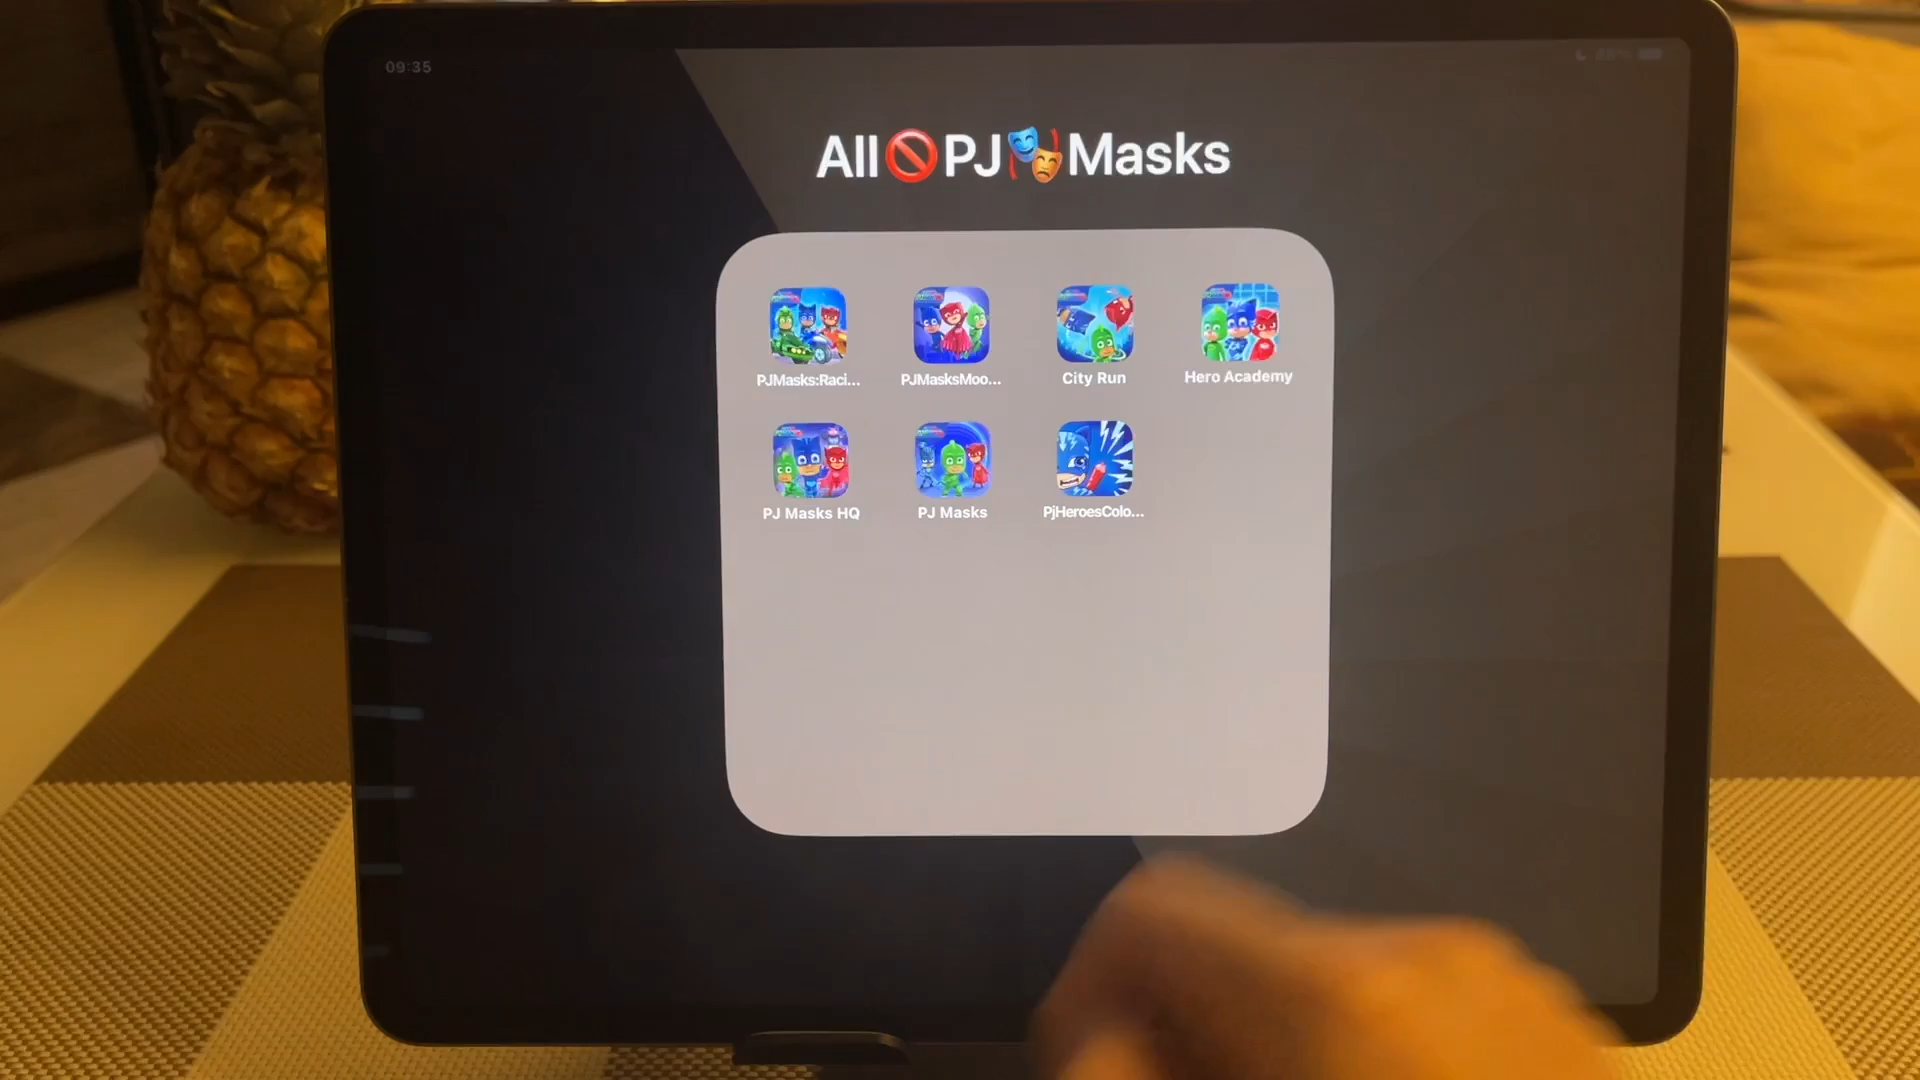 09:35
All🚫PJ🎭Masks
PJMasks:Raci...
PJMasksMoo...
City Run
Hero Academy
PJ Masks HQ
PJ Masks
PjHeroesColo...